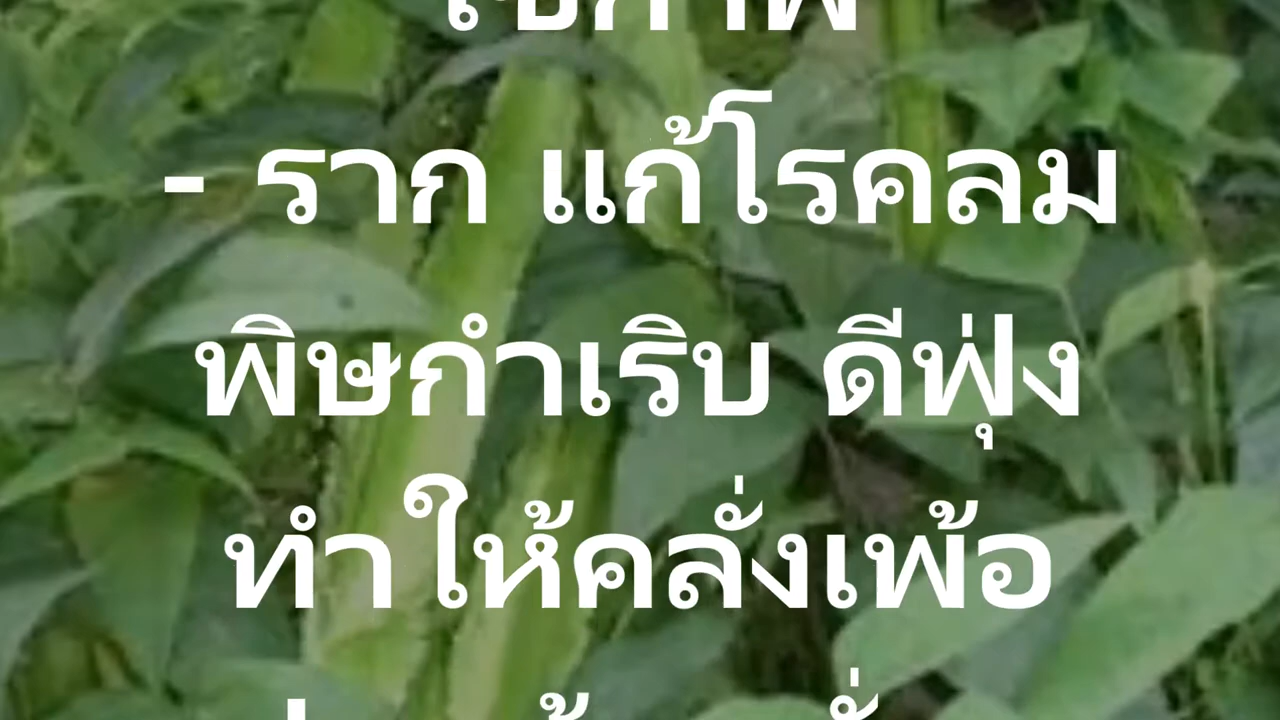 - ราก แก้โรคลม
พิษกำเริบ ดีฟุ่ง
ทำให้คลั่งเพ้อ